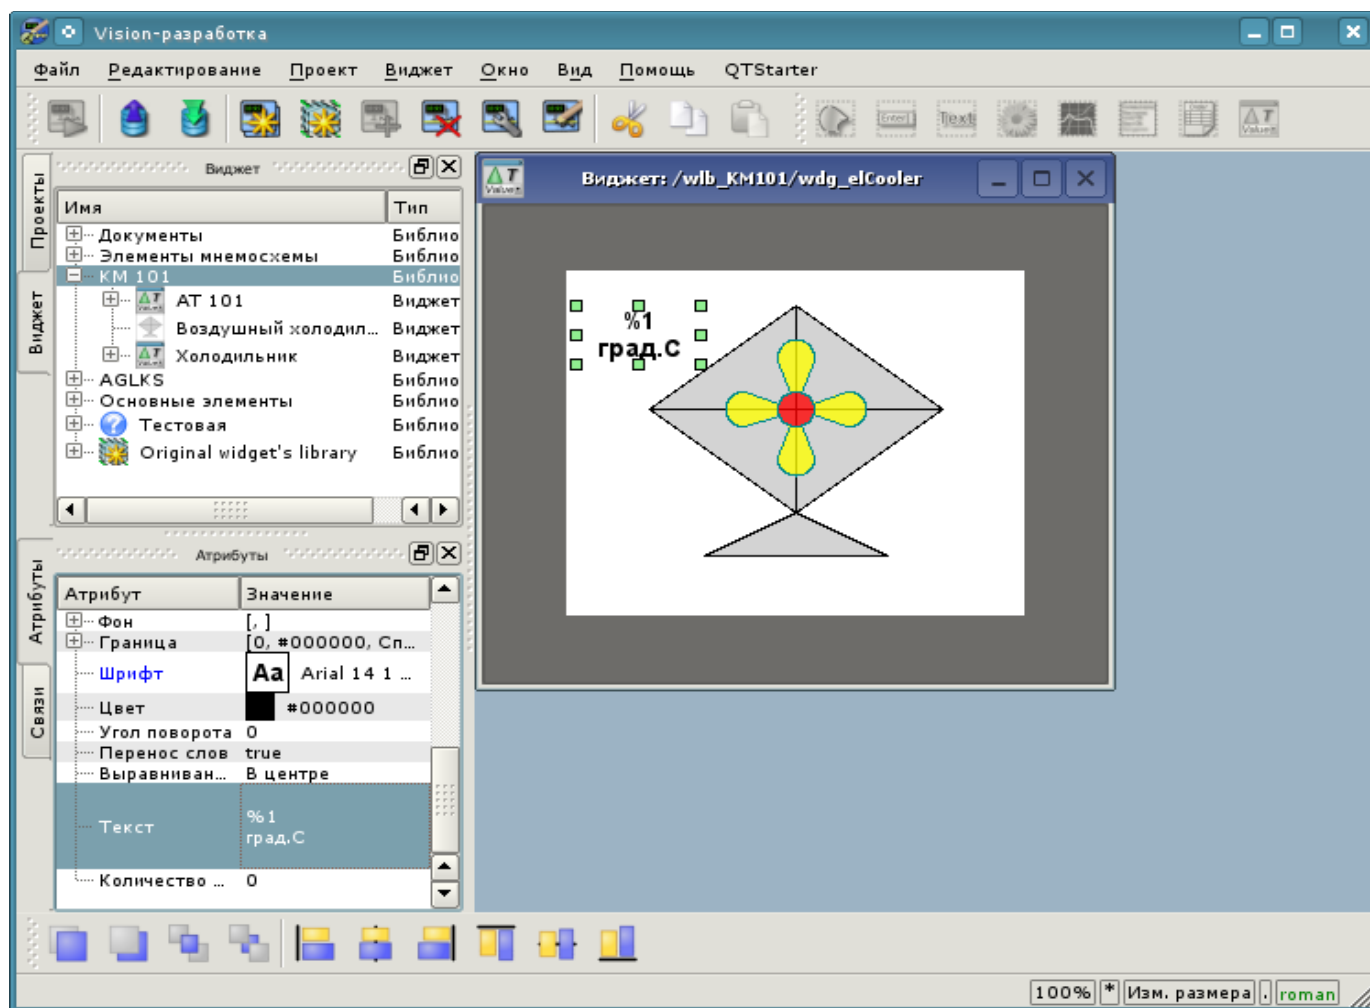 Vision-разработка
Файл Редактирование Проект Виджет Окно Вид Помощь QTStarter
Enter Text ΔT Values
Проекты
Виджет
Виджет
Имя Тип
Документы Библио
Элементы мнемосхемы Библио
КМ 101 Библио
АТ 101 Виджет
Воздушный холодил... Виджет
Холодильник Виджет
AGLKS Библио
Основные элементы Библио
Тестовая Библио
Original widget's library Библио
Атрибуты
Связи
Атрибуты
Атрибут Значение
Фон [, ]
Граница [0, #000000, Сп...
Шрифт Aa Arial 14 1 ...
Цвет #000000
Угол поворота 0
Перенос слов true
Выравниван... В центре
Текст %1
град.С
Количество ... 0
Виджет: /wlb_KM101/wdg_elCooler
%1
град.С
100% * Изм. размера . roman